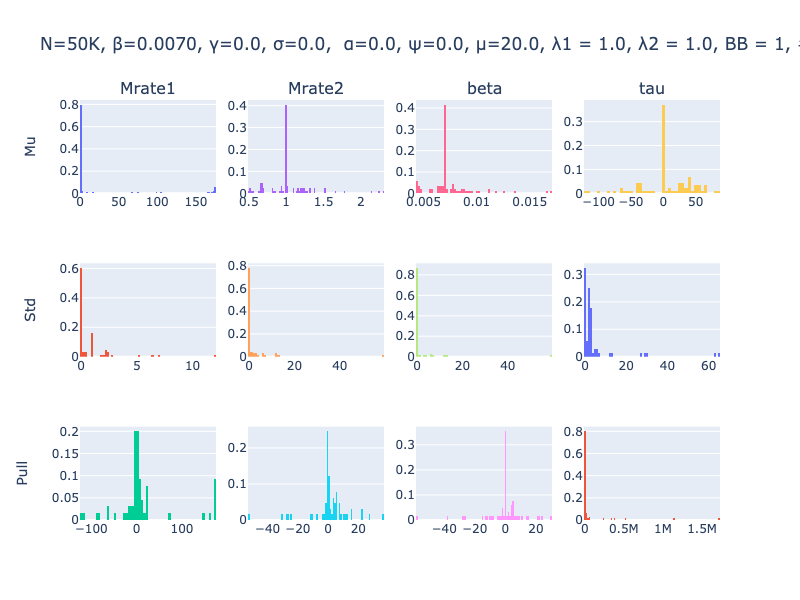 N=50K, β=0.0070, γ=0.0, σ=0.0,  α=0.0, ψ=0.0, μ=20.0, λ1 = 1.0, λ2 = 1.0, BB = 1,
Mrate1 Mrate2 beta tau
Mu
0.8 0.6 0.4 0.2 0
0.4 0.3 0.2 0.1 0
0.4 0.3 0.2 0.1 0
0.3 0.2 0.1 0
0 50 100 150
0.5 1 1.5 2
0.005 0.01 0.015
−100 −50 0 50
Std
0.6 0.4 0.2 0
0.8 0.6 0.4 0.2 0
0.8 0.6 0.4 0.2 0
0.3 0.2 0.1 0
0 5 10
0 20 40
0 20 40
0 20 40 60
Pull
0.2 0.15 0.1 0.05 0
0.2 0.1 0
0.3 0.2 0.1 0
0.8 0.6 0.4 0.2 0
−100 0 100
−40 −20 0 20
−40 −20 0 20
0 0.5M 1M 1.5M